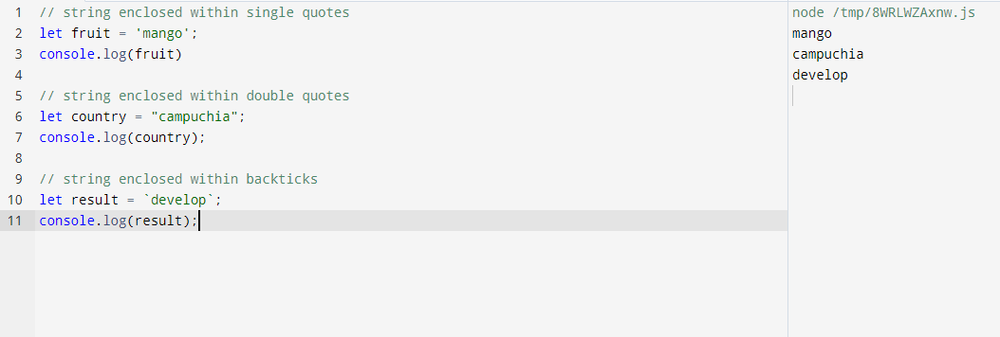 1 // string enclosed within single quotes
2 let fruit = 'mango';
3 console.log(fruit)
4
5 // string enclosed within double quotes
6 let country = "campuchia";
7 console.log(country);
8
9 // string enclosed within backticks
10 let result = `develop`;
11 console.log(result);
node /tmp/8WRLWZAxnw.js
mango
campuchia
develop